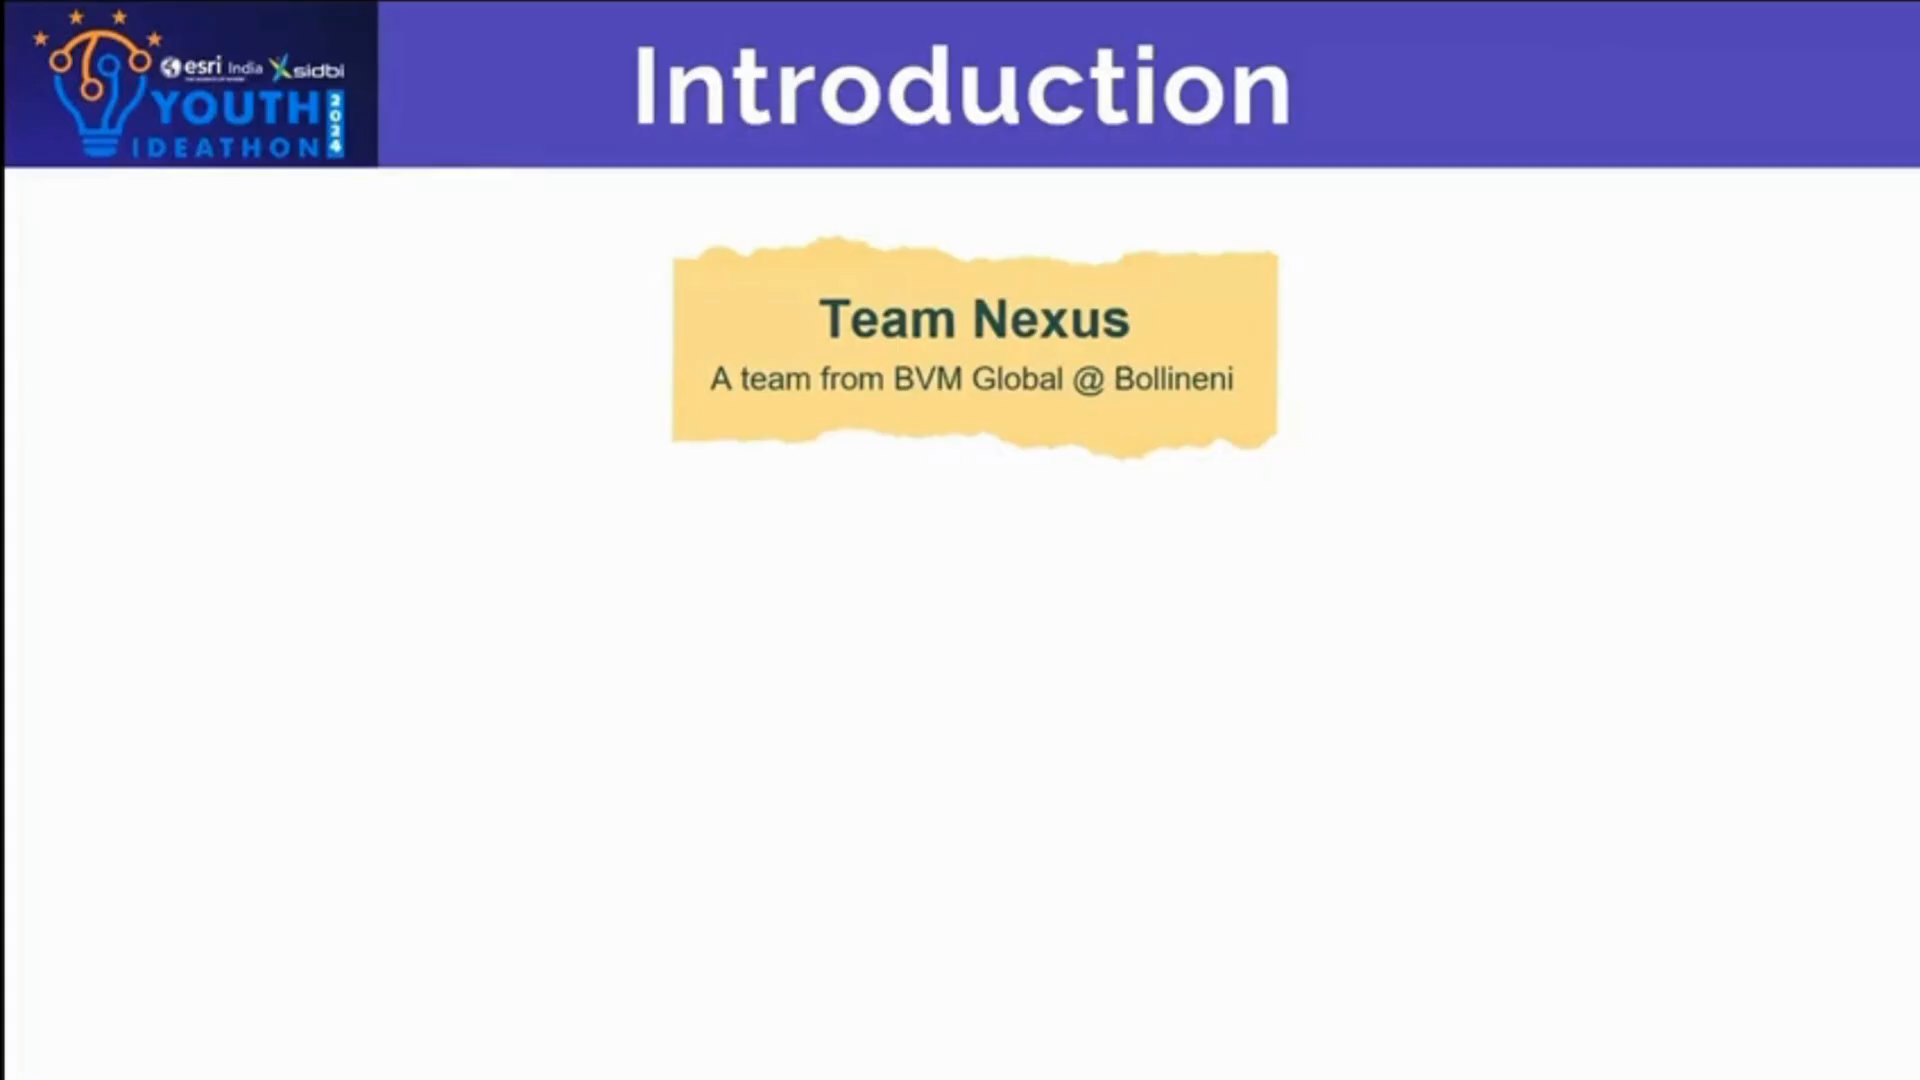 esri India sidbi
YOUTH 2024
IDEATHON
Introduction
Team Nexus
A team from BVM Global @ Bollineni